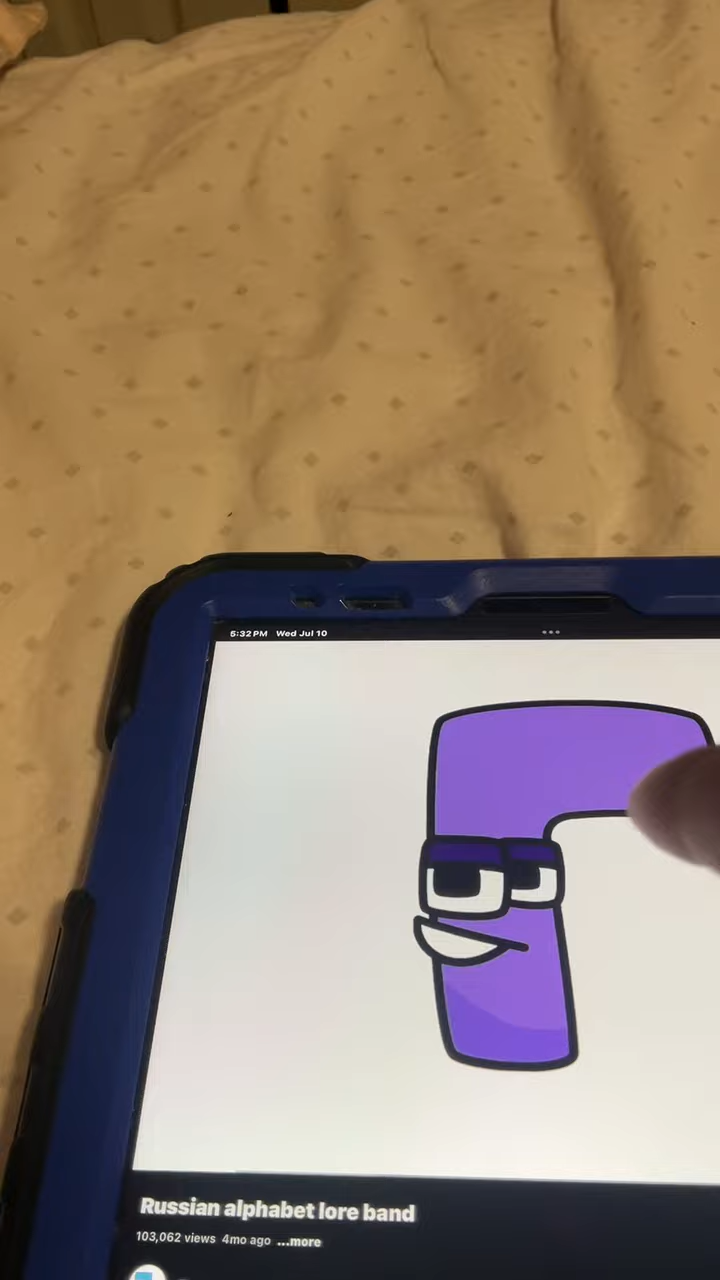 5:32 PM Wed Jul 10
Russian alphabet lore band
103,062 views 4mo ago ...more